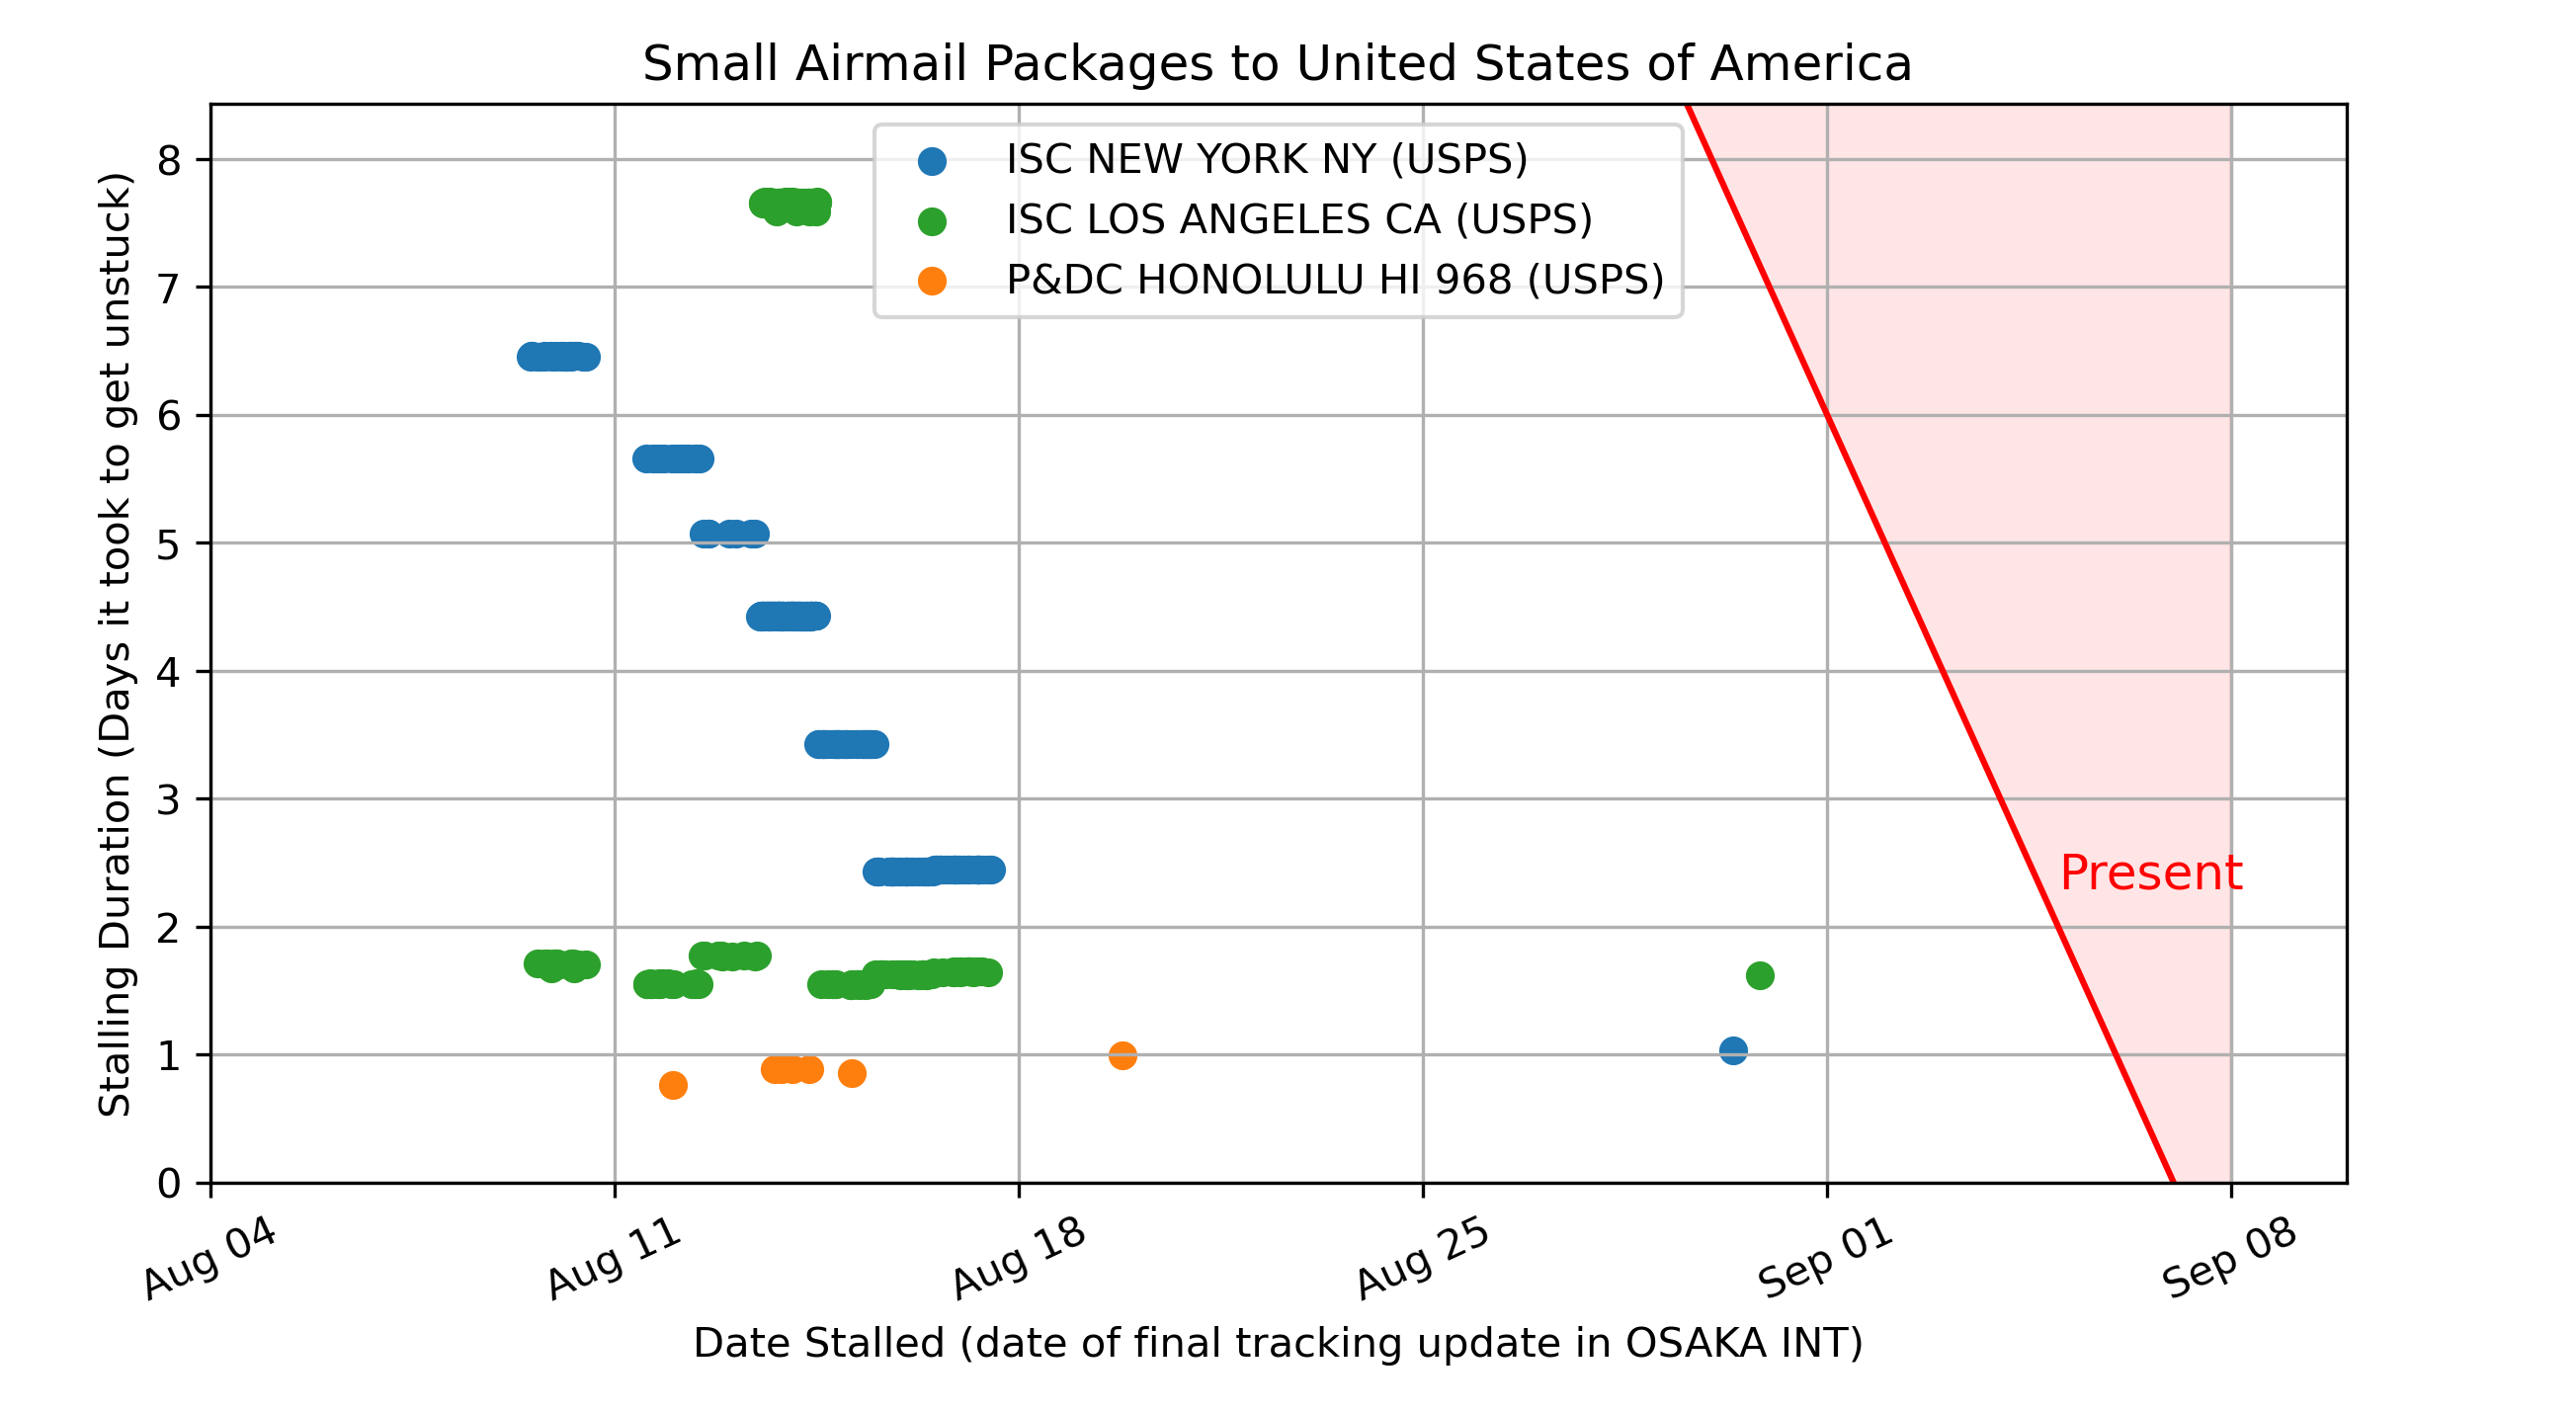 Small Airmail Packages to United States of America
ISC NEW YORK NY (USPS)
ISC LOS ANGELES CA (USPS)
P&DC HONOLULU HI 968 (USPS)
Stalling Duration (Days it took to get unstuck)
8
7
6
5
4
3
2
1
0
Present
Aug 04
Aug 11
Aug 18
Aug 25
Sep 01
Sep 08
Date Stalled (date of final tracking update in OSAKA INT)